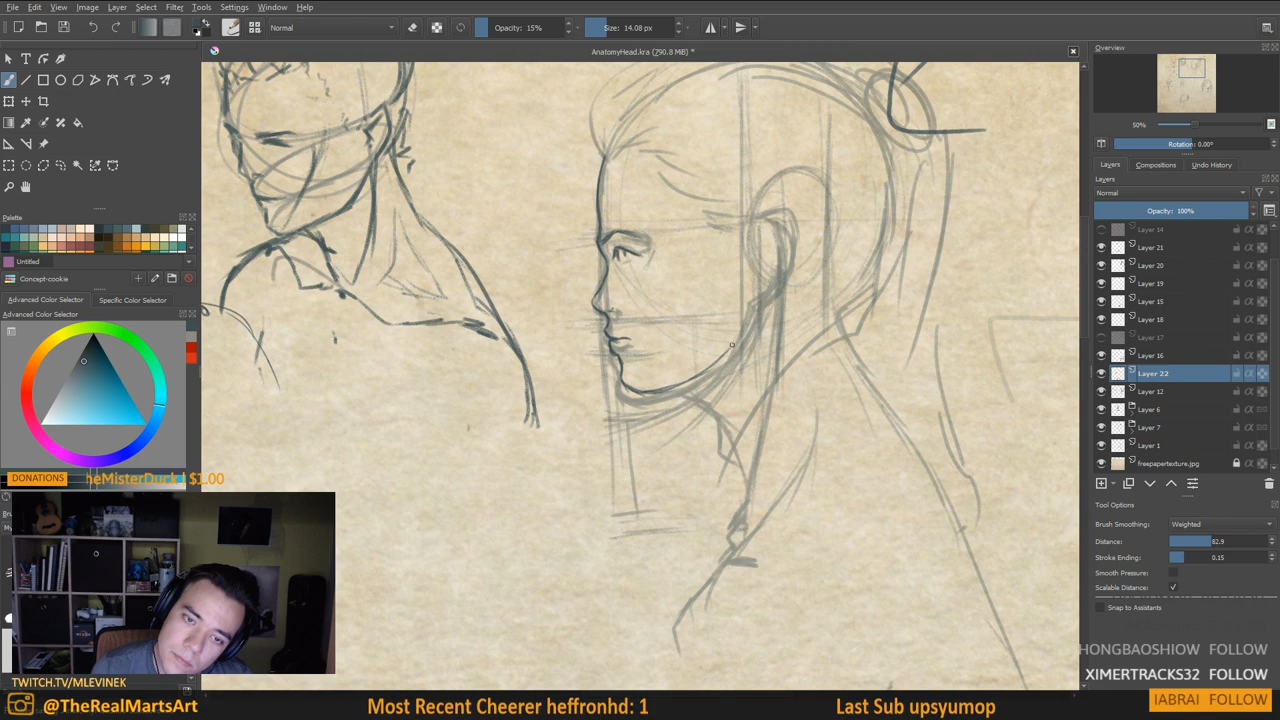 File Edit View Image Layer Select Filter Tools Settings Window Help
Normal
Opacity: 15%
Size: 14.08 px
AnatomyHead.kra (790.8 MiB) *
Palette
Untitled
Concept-cookie
Advanced Color Selector Specific Color Selector
Advanced Color Selector
DONATIONS heMisterDucki $1.00
TWITCH.TV/MLEVINEK
@TheRealMartsArt
Most Recent Cheerer heffronhd: 1
Last Sub upsyumop
Overview
50%
Rotation: 0.00°
Layers Compositions Undo History
Layers
Normal
Opacity: 100%
Layer 14
Layer 21
Layer 20
Layer 19
Layer 15
Layer 18
Layer 17
Layer 16
Layer 22
Layer 12
Layer 6
Layer 7
Layer 1
freepapertexture.jpg
Tool Options
Brush Smoothing: Weighted
Distance: 82.9
Stroke Ending: 0.15
Smooth Pressure:
Scalable Distance:
Snap to Assistants
HONGBAOSHIOW FOLLOW
XIMERTRACKS32 FOLLOW
IABRAI FOLLOW